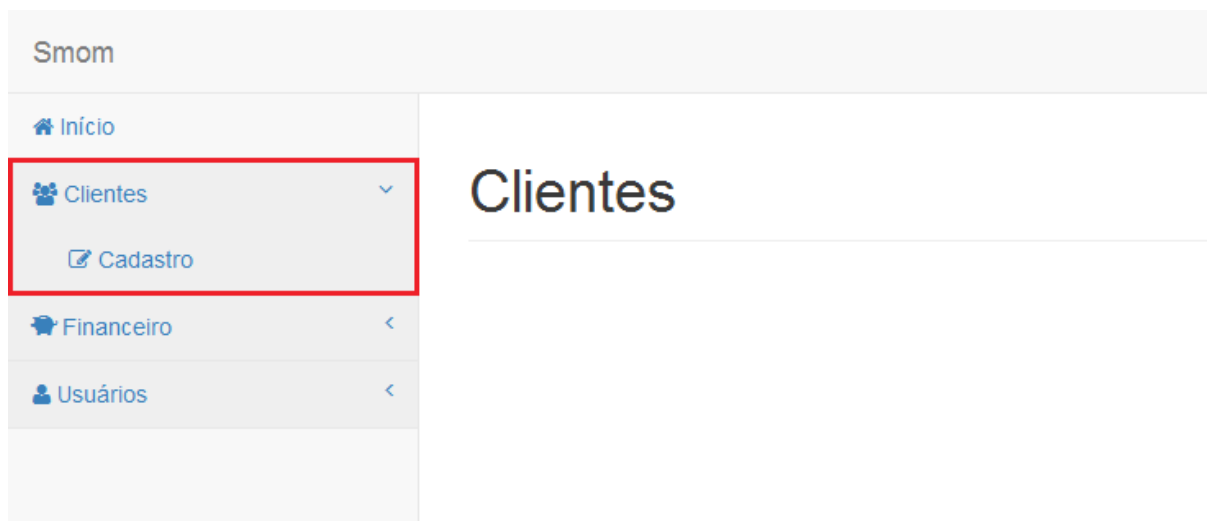 Smom
Início
Clientes
Cadastro
Financeiro
Usuários
Clientes